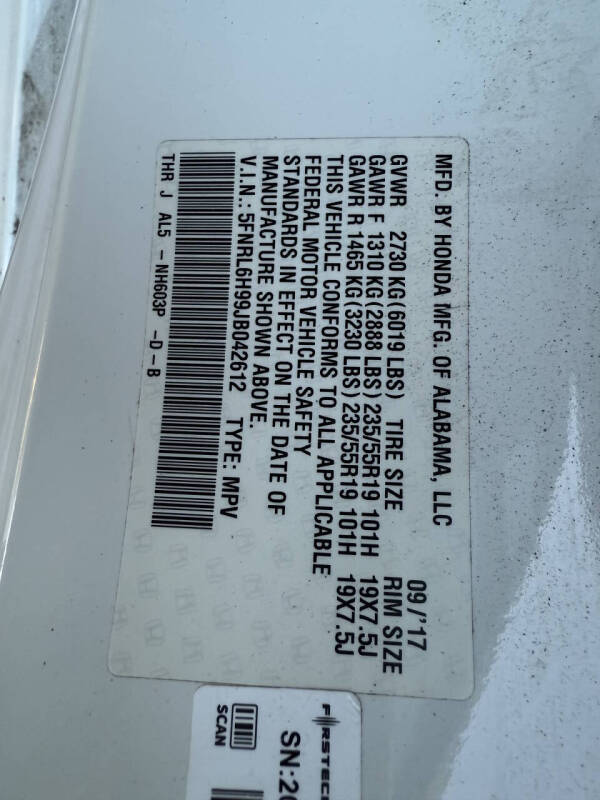 MFD. BY HONDA MFG. OF ALABAMA, LLC 09/'17
GVWR 2730 KG(6019 LBS) TIRE SIZE RIM SIZE
GAWR F 1310 KG(2888 LBS) 235/55R19 101H 19X7.5J
GAWR R 1465 KG(3230 LBS) 235/55R19 101H 19X7.5J
THIS VEHICLE CONFORMS TO ALL APPLICABLE
FEDERAL MOTOR VEHICLE SAFETY
STANDARDS IN EFFECT ON THE DATE OF
MANUFACTURE SHOWN ABOVE.
V.I.N.: 5FNRL6H99JB042612 TYPE: MPV
THR J AL5 - NH603P -D-B
SCAN
SN:20